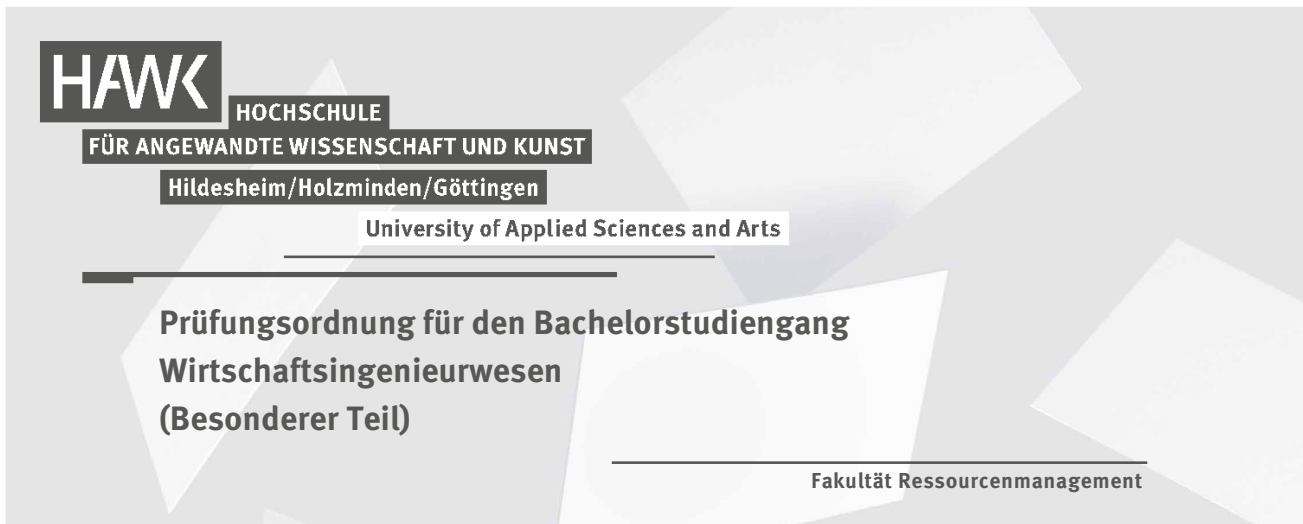 HAWK
HOCHSCHULE
FÜR ANGEWANDTE WISSENSCHAFT UND KUNST
Hildesheim/Holzminden/Göttingen
University of Applied Sciences and Arts
Prüfungsordnung für den Bachelorstudiengang
Wirtschaftsingenieurwesen
(Besonderer Teil)
Fakultät Ressourcenmanagement